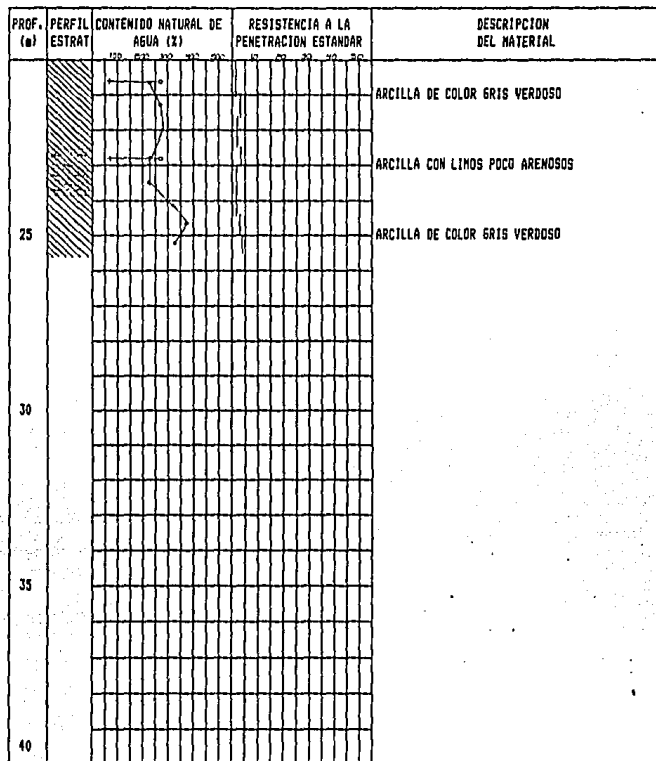 PROF. (m)
PERFIL ESTRAT
CONTENIDO NATURAL DE AGUA (%)
RESISTENCIA A LA PENETRACION ESTANDAR
DESCRIPCION DEL MATERIAL
ARCILLA DE COLOR GRIS VERDOSO
ARCILLA CON LIMOS POCO ARENOSOS
25
ARCILLA DE COLOR GRIS VERDOSO
30
35
40